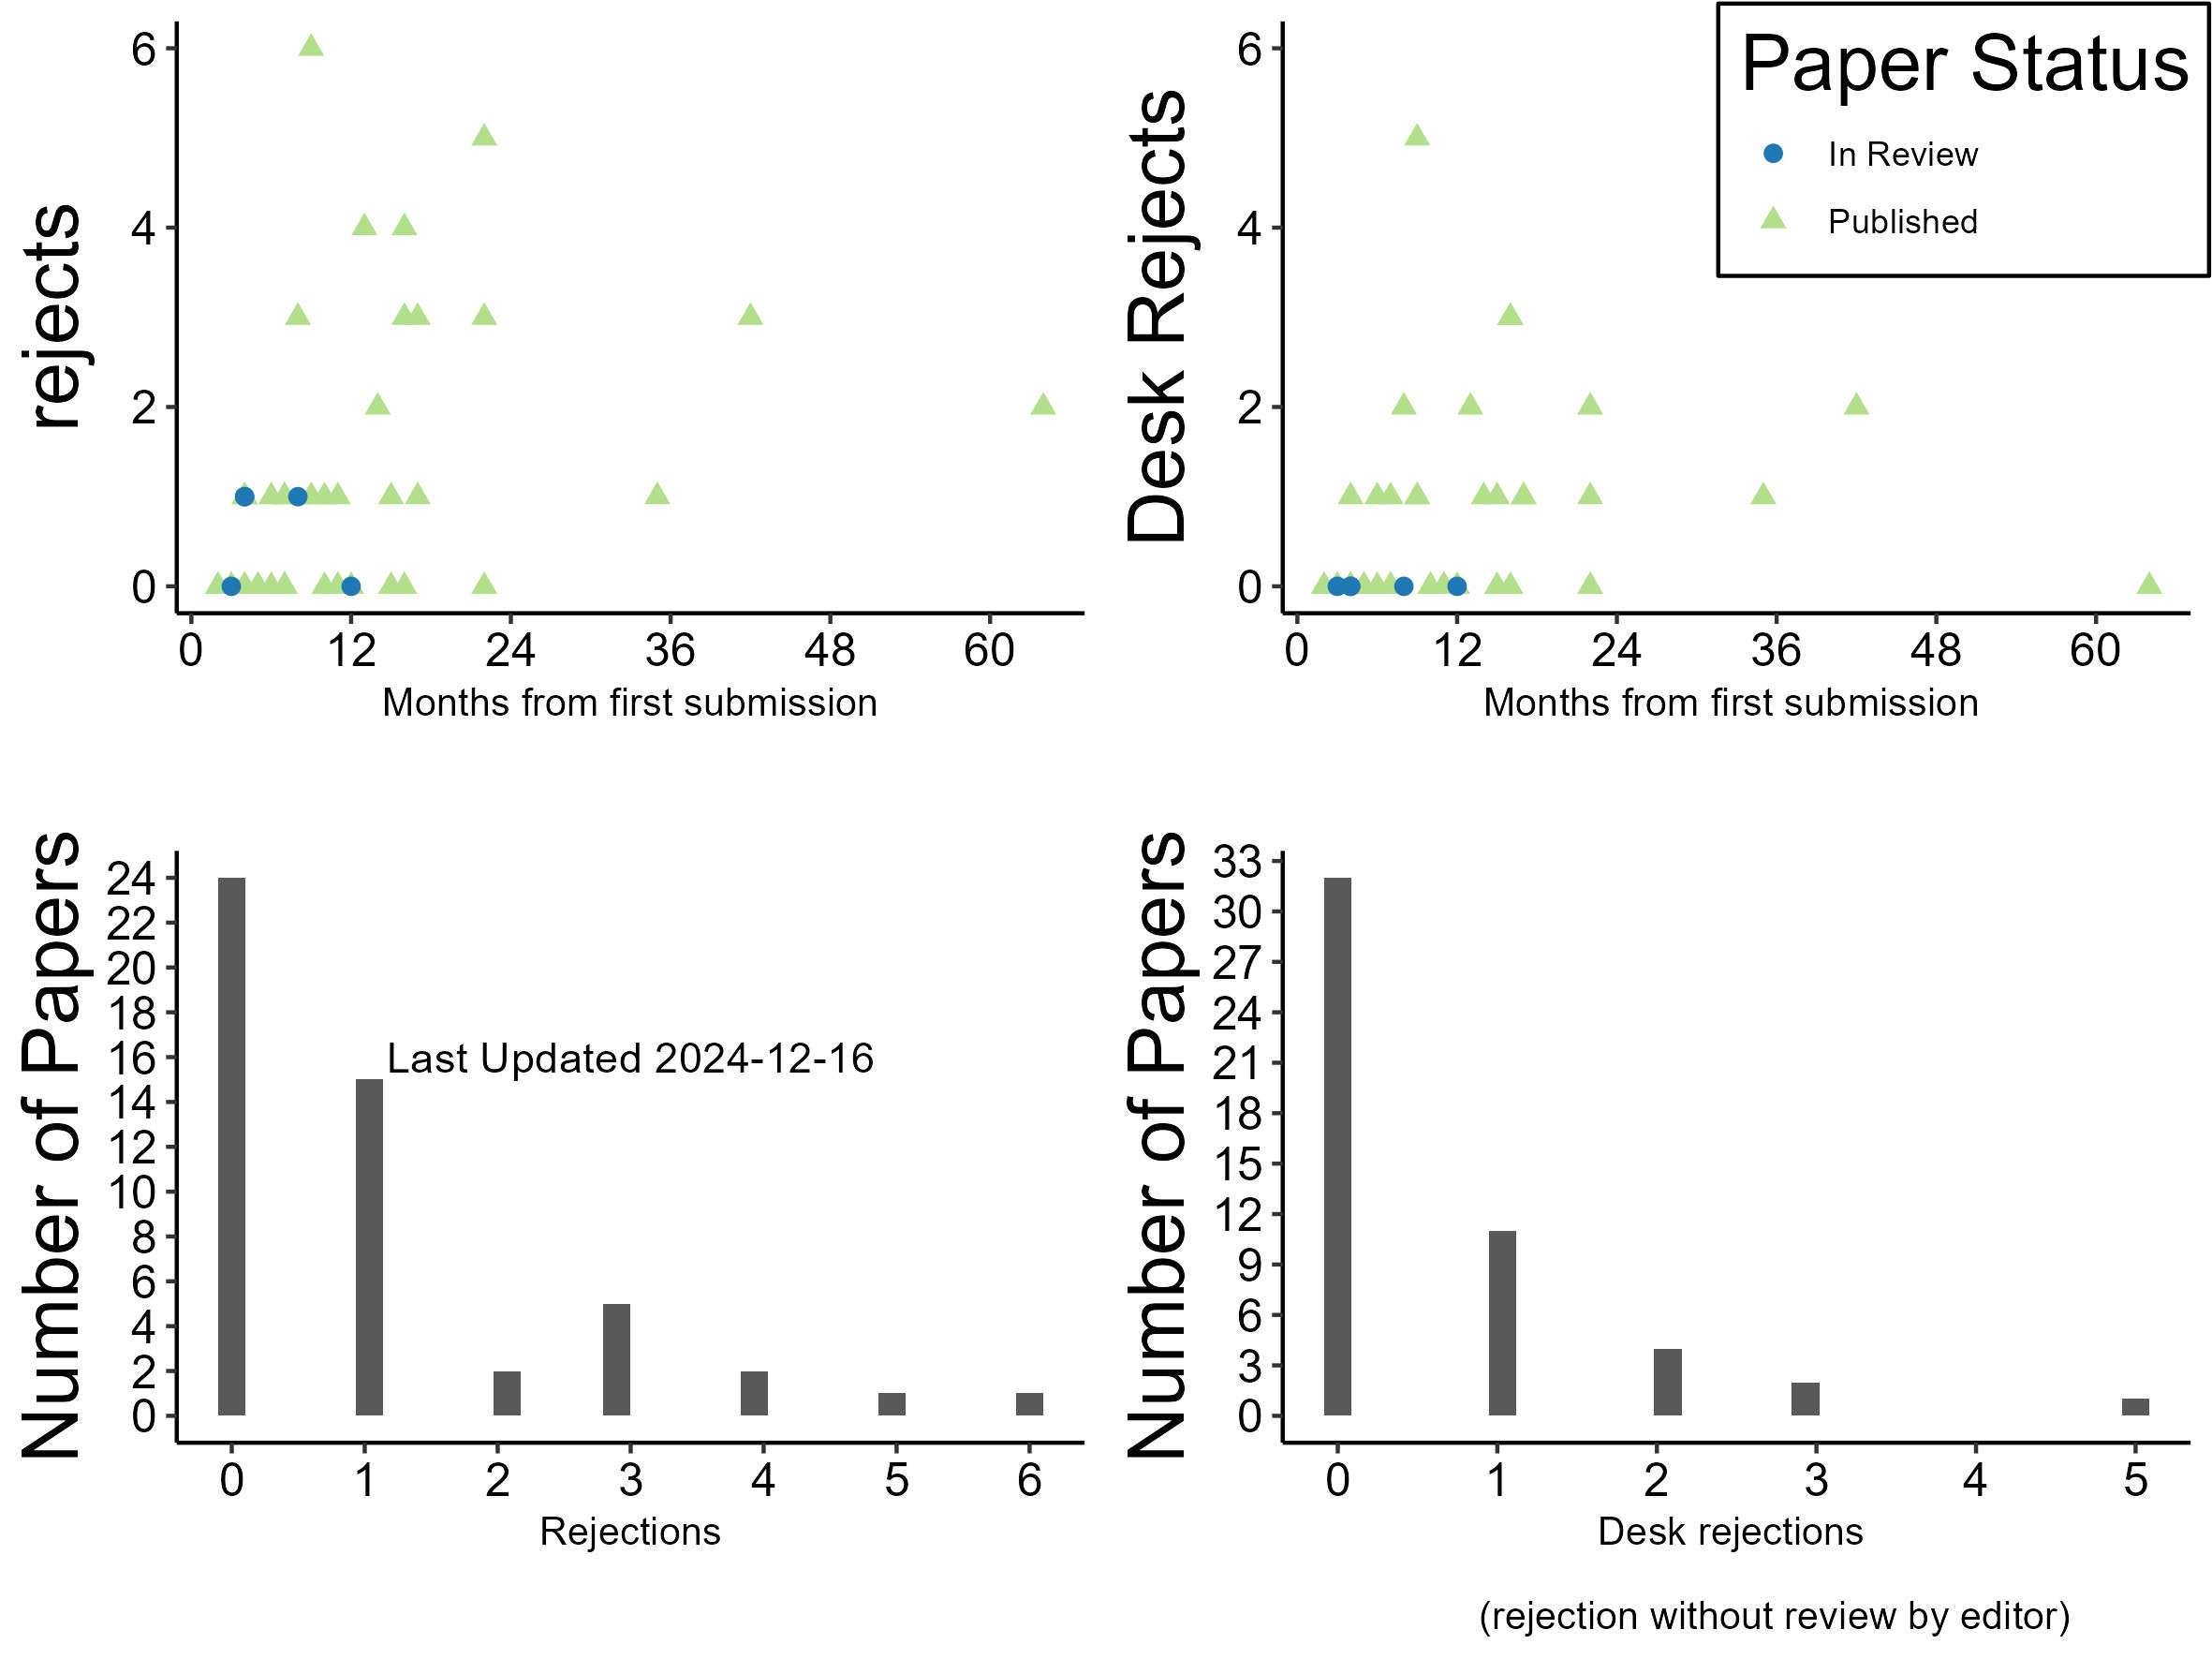 rejects
6
4
2
0
0 12 24 36 48 60
Months from first submission
Desk Rejects
6
4
2
0
0 12 24 36 48 60
Months from first submission
Paper Status
In Review
Published
Number of Papers
24
22
20
18
16
14
12
10
8
6
4
2
0
Last Updated 2024-12-16
0 1 2 3 4 5 6
Rejections
Number of Papers
33
30
27
24
21
18
15
12
9
6
3
0
0 1 2 3 4 5
Desk rejections
(rejection without review by editor)